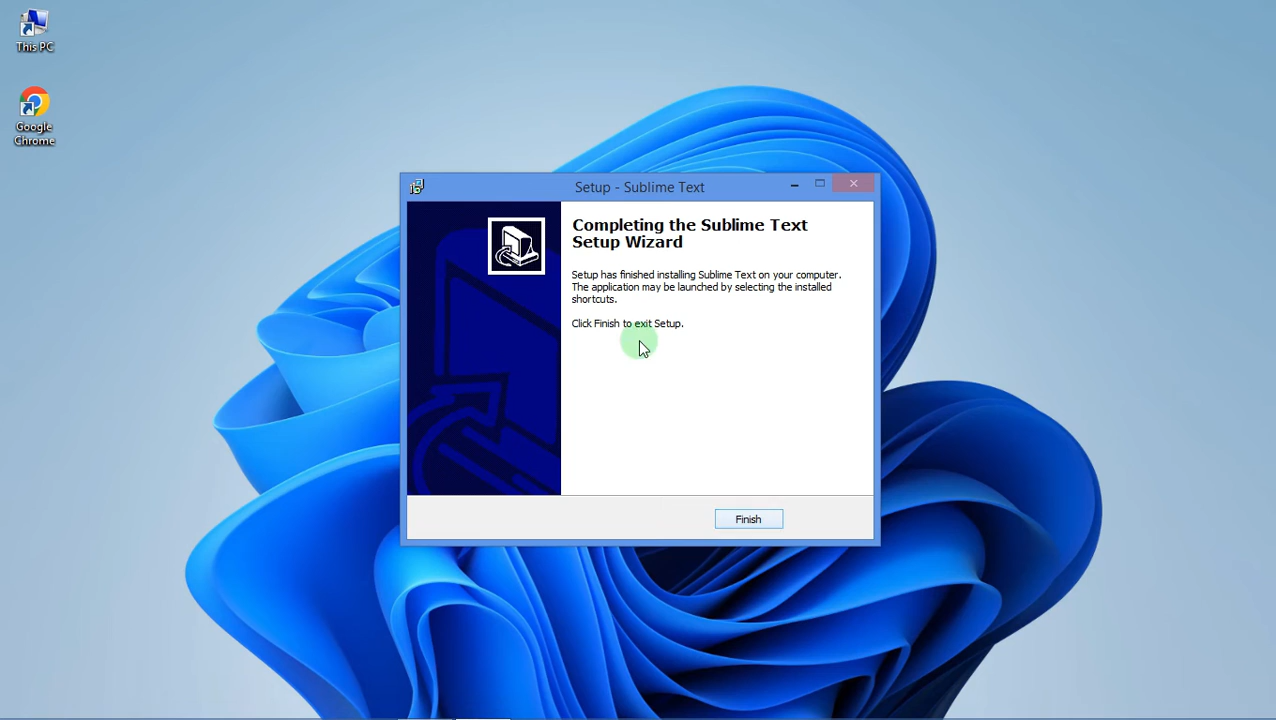 This PC
Google
Chrome
Setup - Sublime Text
Completing the Sublime Text
Setup Wizard
Setup has finished installing Sublime Text on your computer.
The application may be launched by selecting the installed
shortcuts.
Click Finish to exit Setup.
Finish